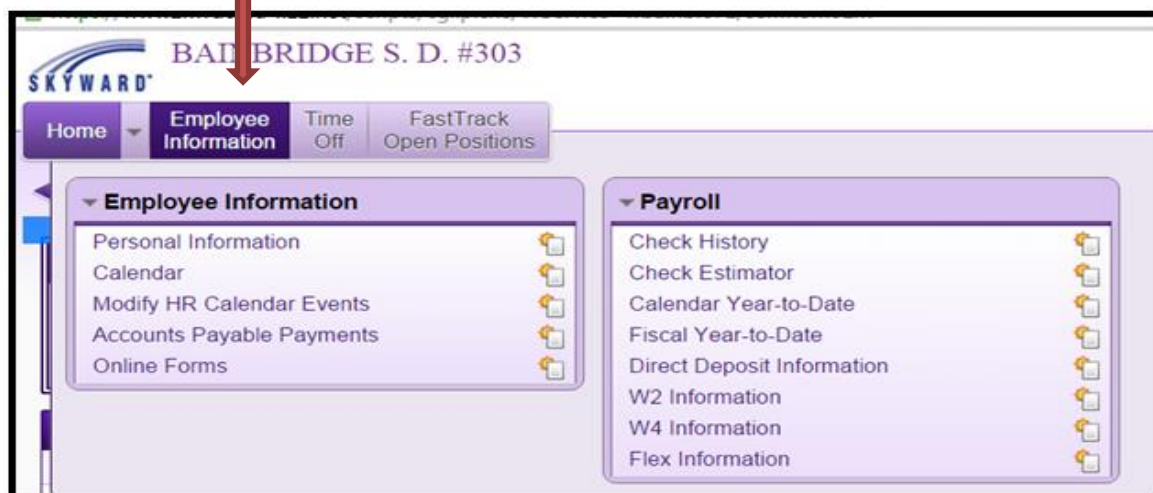 BAINBRIDGE S. D. #303
SKYWARD
Home
Employee Information
Time Off
FastTrack Open Positions
Employee Information
Personal Information
Calendar
Modify HR Calendar Events
Accounts Payable Payments
Online Forms
Payroll
Check History
Check Estimator
Calendar Year-to-Date
Fiscal Year-to-Date
Direct Deposit Information
W2 Information
W4 Information
Flex Information